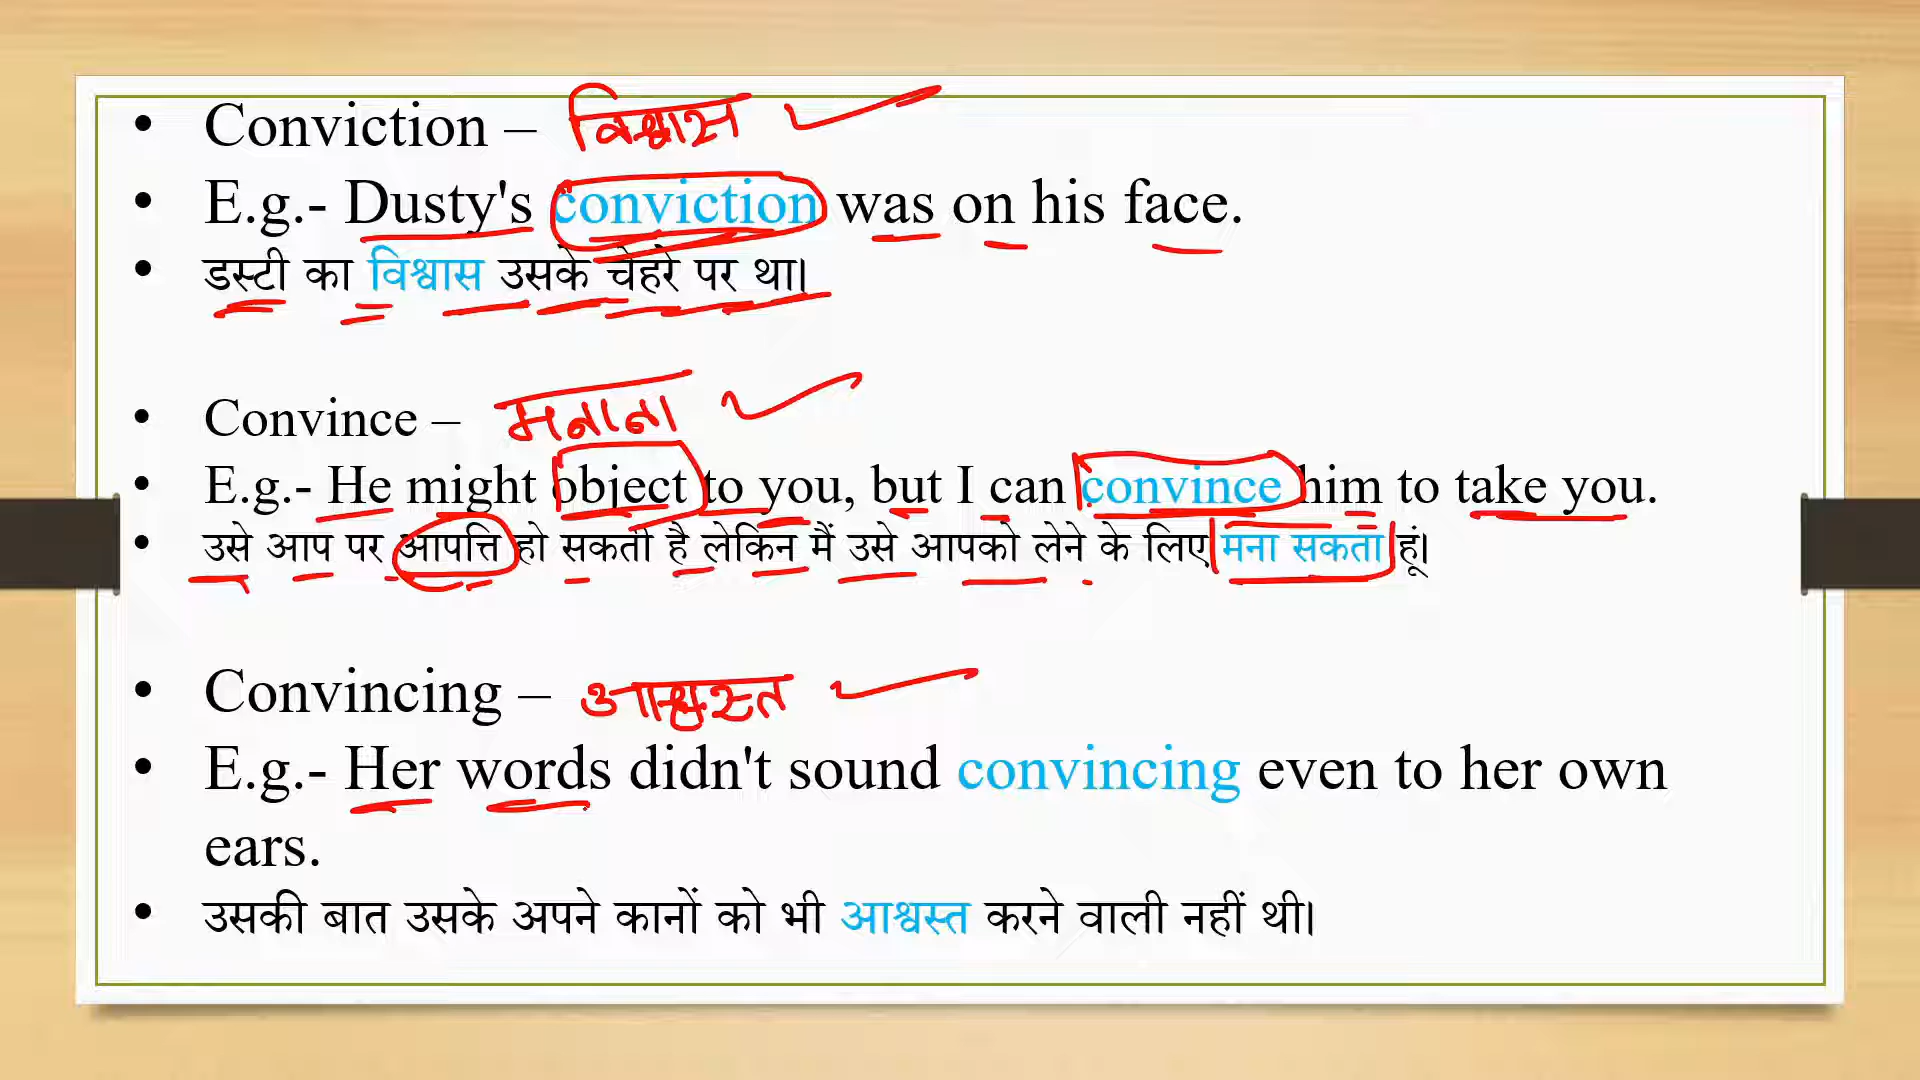 • Conviction – विश्वास
• E.g.- Dusty's conviction was on his face.
• डस्टी का विश्वास उसके चेहरे पर था।
• Convince – मनाना
• E.g.- He might object to you, but I can convince him to take you.
• उसे आप पर आपत्ति हो सकती है लेकिन मैं उसे आपको लेने के लिए मना सकता हूं।
• Convincing – आश्वस्त
• E.g.- Her words didn't sound convincing even to her own
ears.
• उसकी बात उसके अपने कानों को भी आश्वस्त करने वाली नहीं थी।